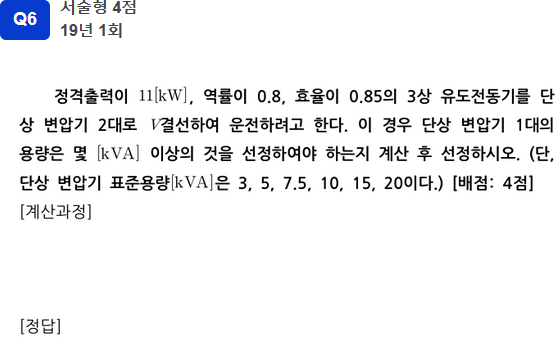 Q6
서술형 4점
19년 1회
정격출력이 11[kW], 역률이 0.8, 효율이 0.85의 3상 유도전동기를 단
상 변압기 2대로 V결선하여 운전하려고 한다. 이 경우 단상 변압기 1대의
용량은 몇 [kVA] 이상의 것을 선정하여야 하는지 계산 후 선정하시오. (단,
단상 변압기 표준용량[kVA]은 3, 5, 7.5, 10, 15, 20이다.) [배점: 4점]
[계산과정]
[정답]